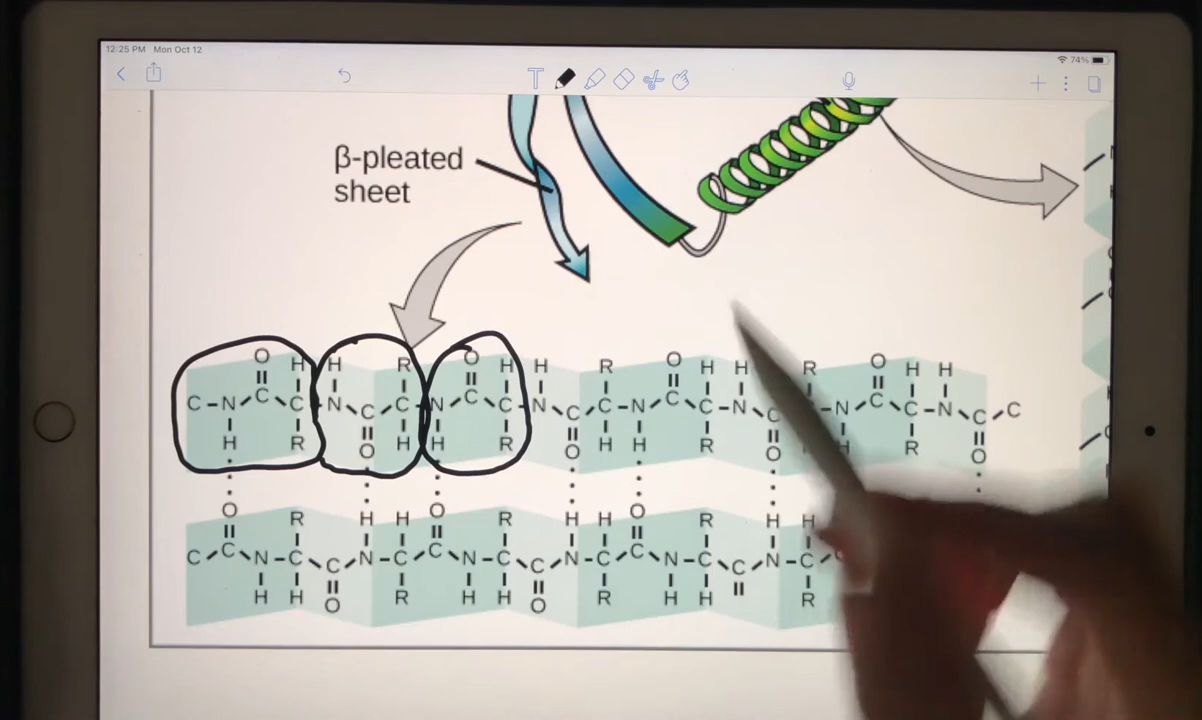 12:25 PM Mon Oct 12
74%
T
β-pleated
sheet
O H H R O H H R O H H R O H H
C-N C C N C C N C C N C C-N C C-N C N C C-N C C
H R O H H R O H H R O H R O
O R H H O R H H O R H H
C C N-C C N-C C N-C C N-C C N-C C
H H O R H H O R H H R